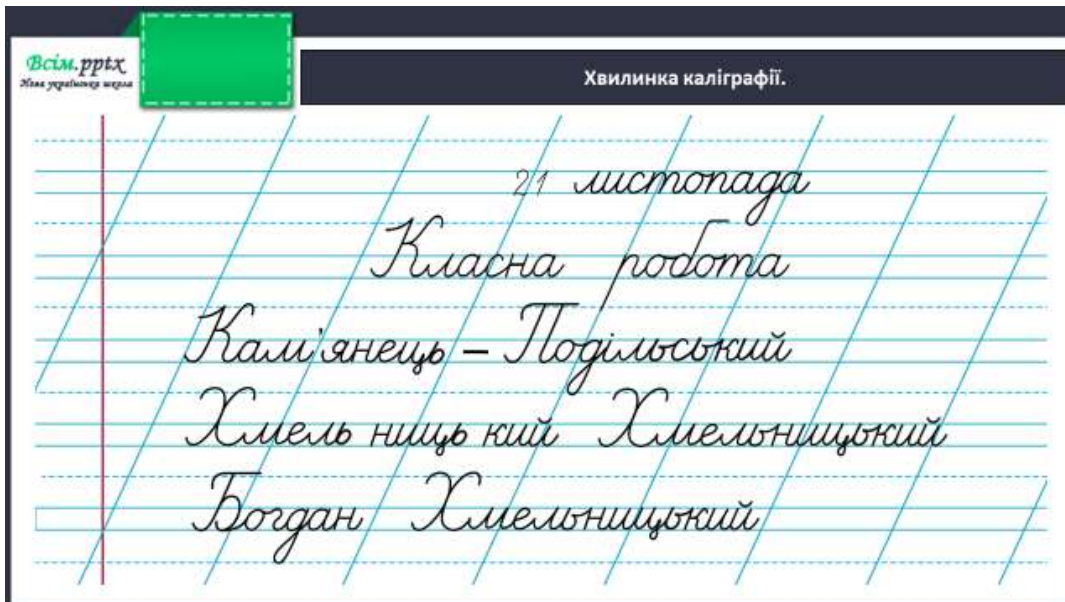 Всім.pptx
Нова українська школа
Хвилинка каліграфії.
21 листопада
Класна робота
Кам'янець – Подільський
Хмель ниць кий Хмельницький
Богдан Хмельницький